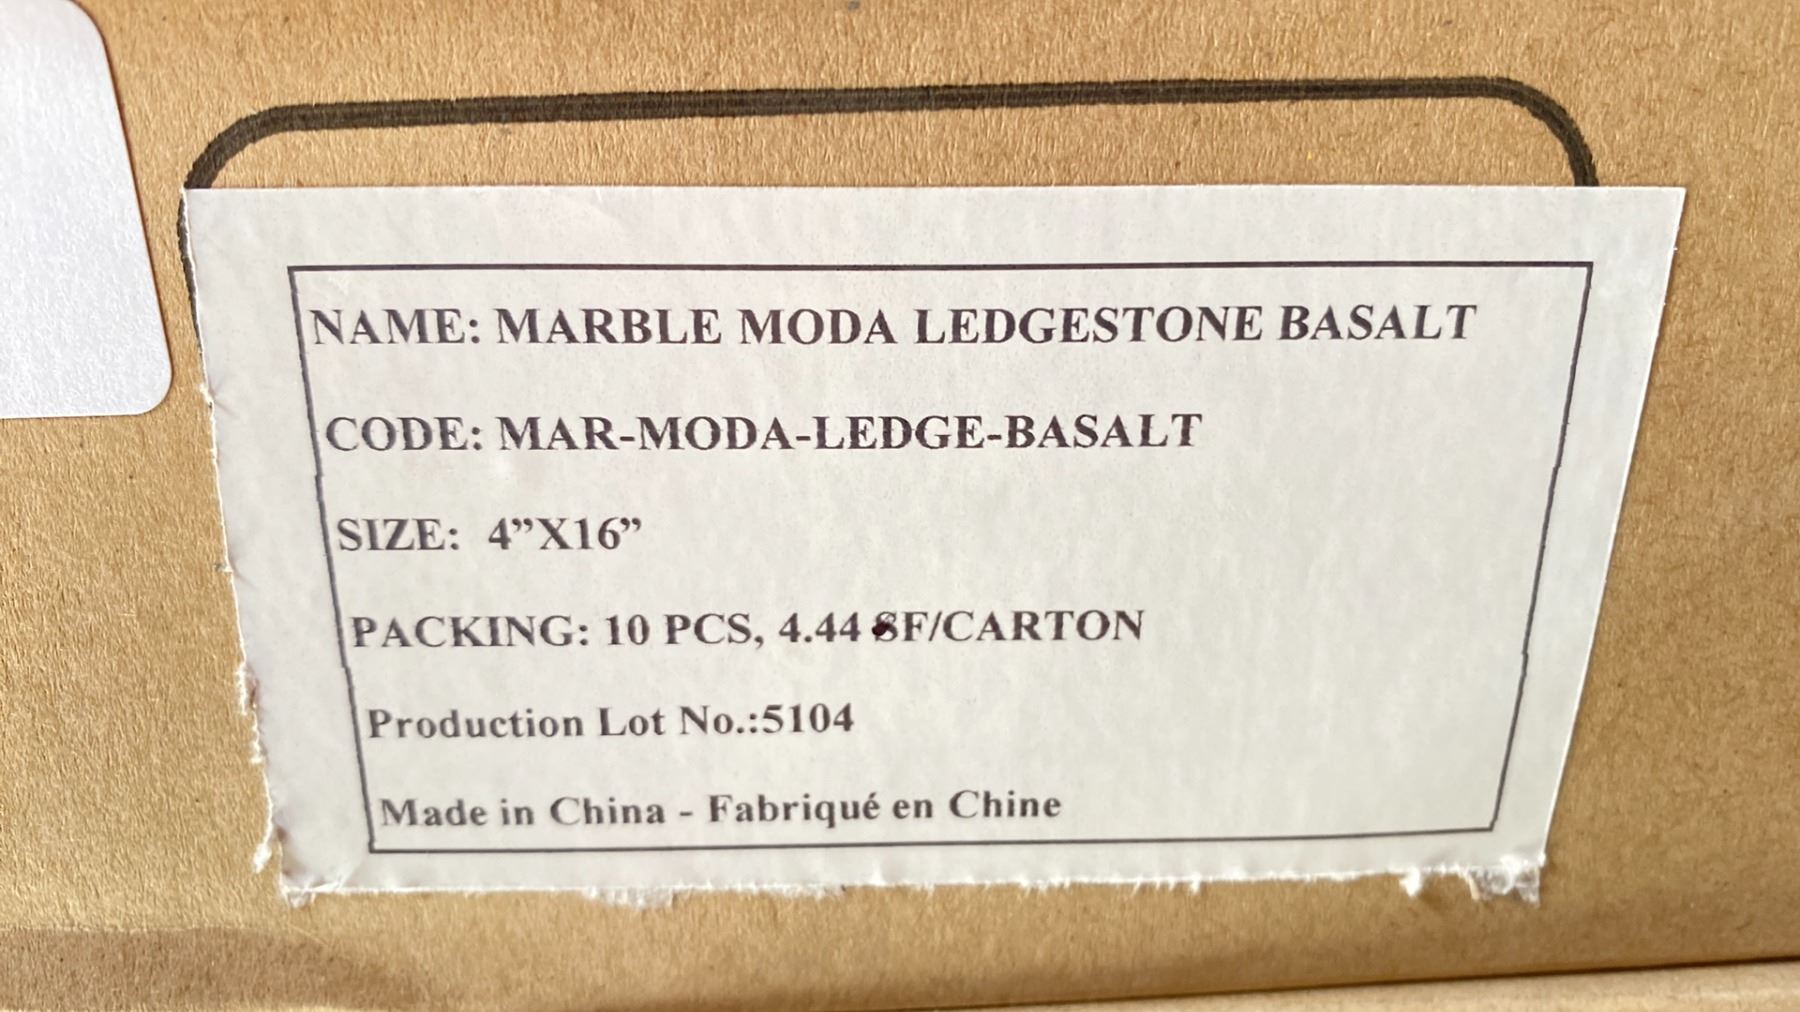 NAME: MARBLE MODA LEDGESTONE BASALT
CODE: MAR-MODA-LEDGE-BASALT
SIZE: 4”X16”
PACKING: 10 PCS, 4.44 SF/CARTON
Production Lot No.:5104
Made in China - Fabriqué en Chine